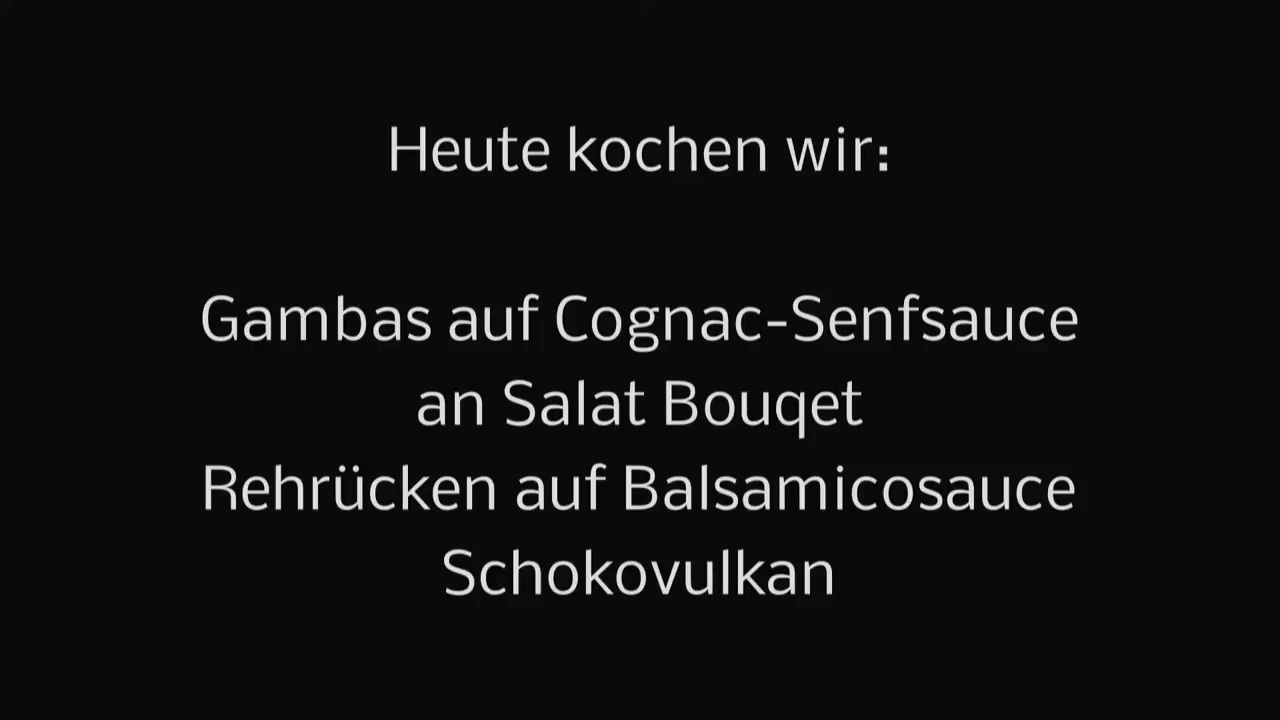 Heute kochen wir:
Gambas auf Cognac-Senfsauce
an Salat Bouqet
Rehrücken auf Balsamicosauce
Schokovulkan